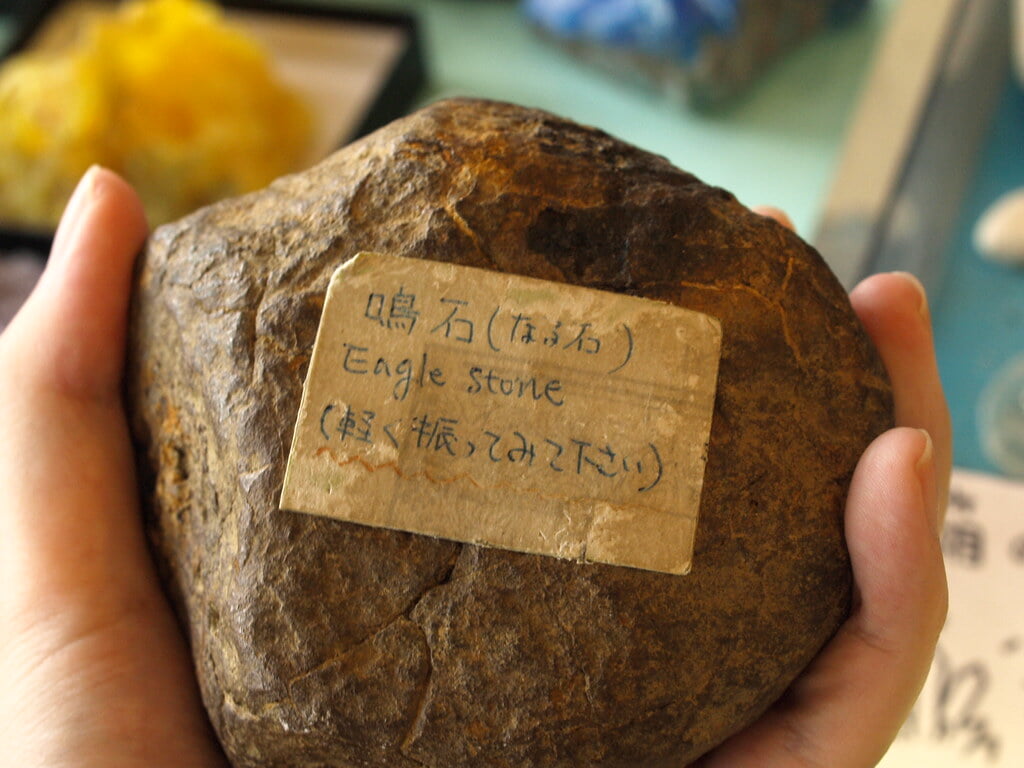 鳴石(なる石)
Eagle stone
(軽く振ってみて下さい)